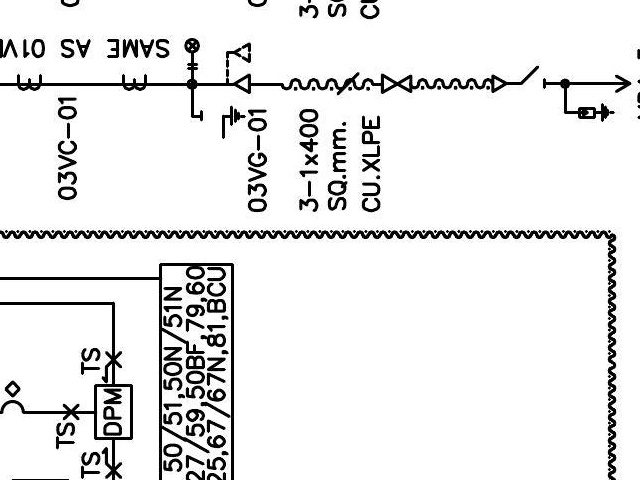 SAME AS 01V
03VC-01
03VG-01
3-1x400
SQ.mm.
CU.XLPE
TS
TS
TS
DPM
50/51,50N/51N
27/59,50BF,79,60
25,67/67N,81,BCU